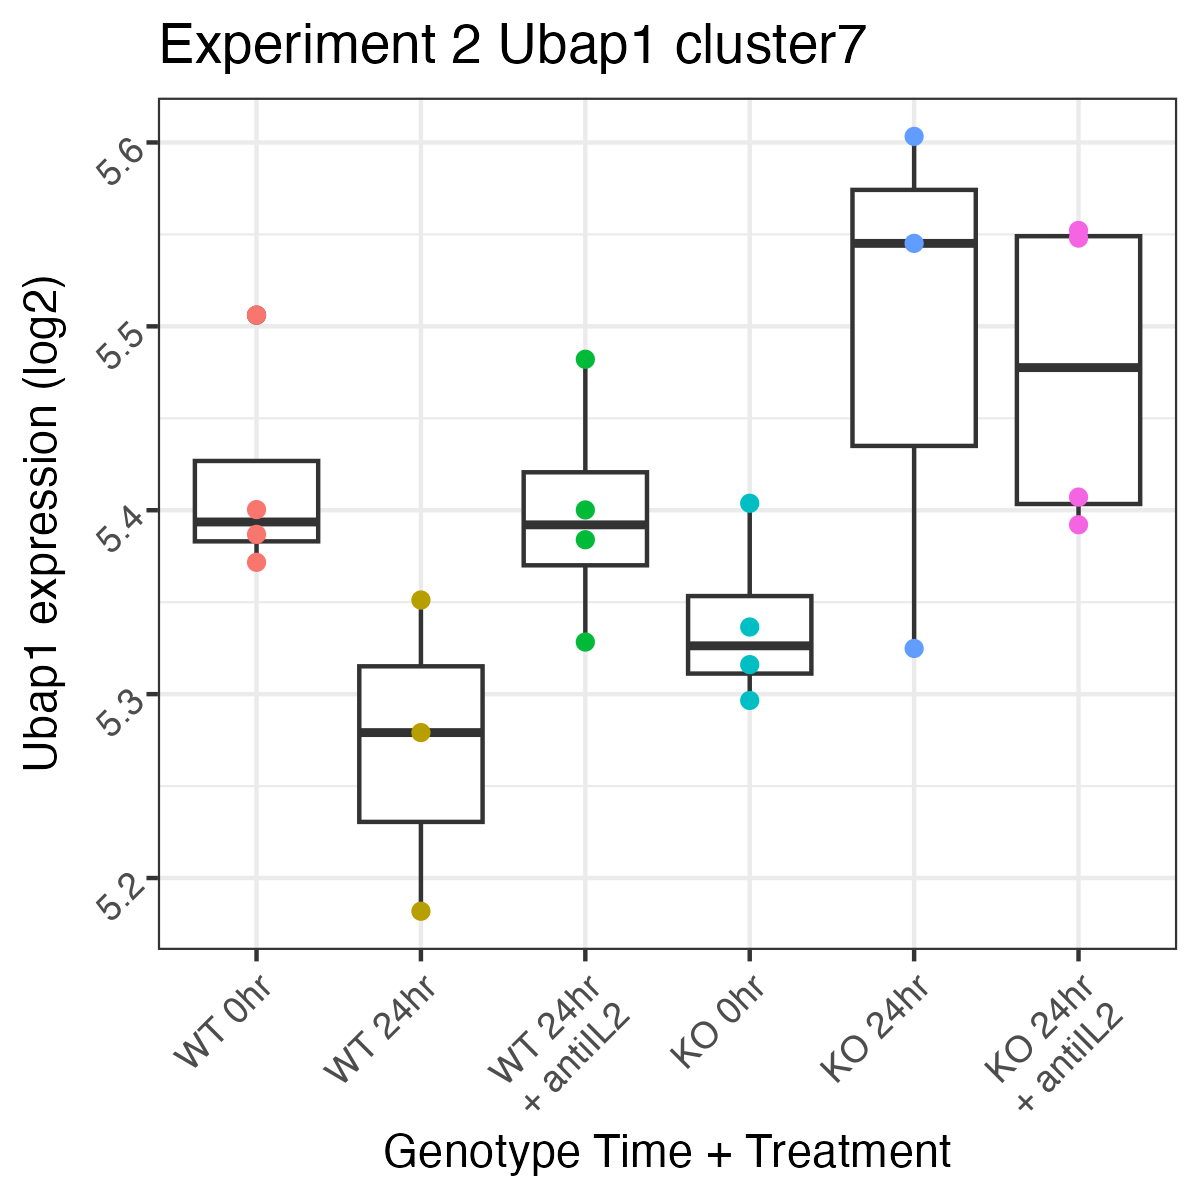 Experiment 2 Ubap1 cluster7
Ubap1 expression (log2)
5.6
5.5
5.4
5.3
5.2
WT 0hr
WT 24hr
WT 24hr
+ antiIL2
KO 0hr
KO 24hr
KO 24hr
+ antiIL2
Genotype Time + Treatment